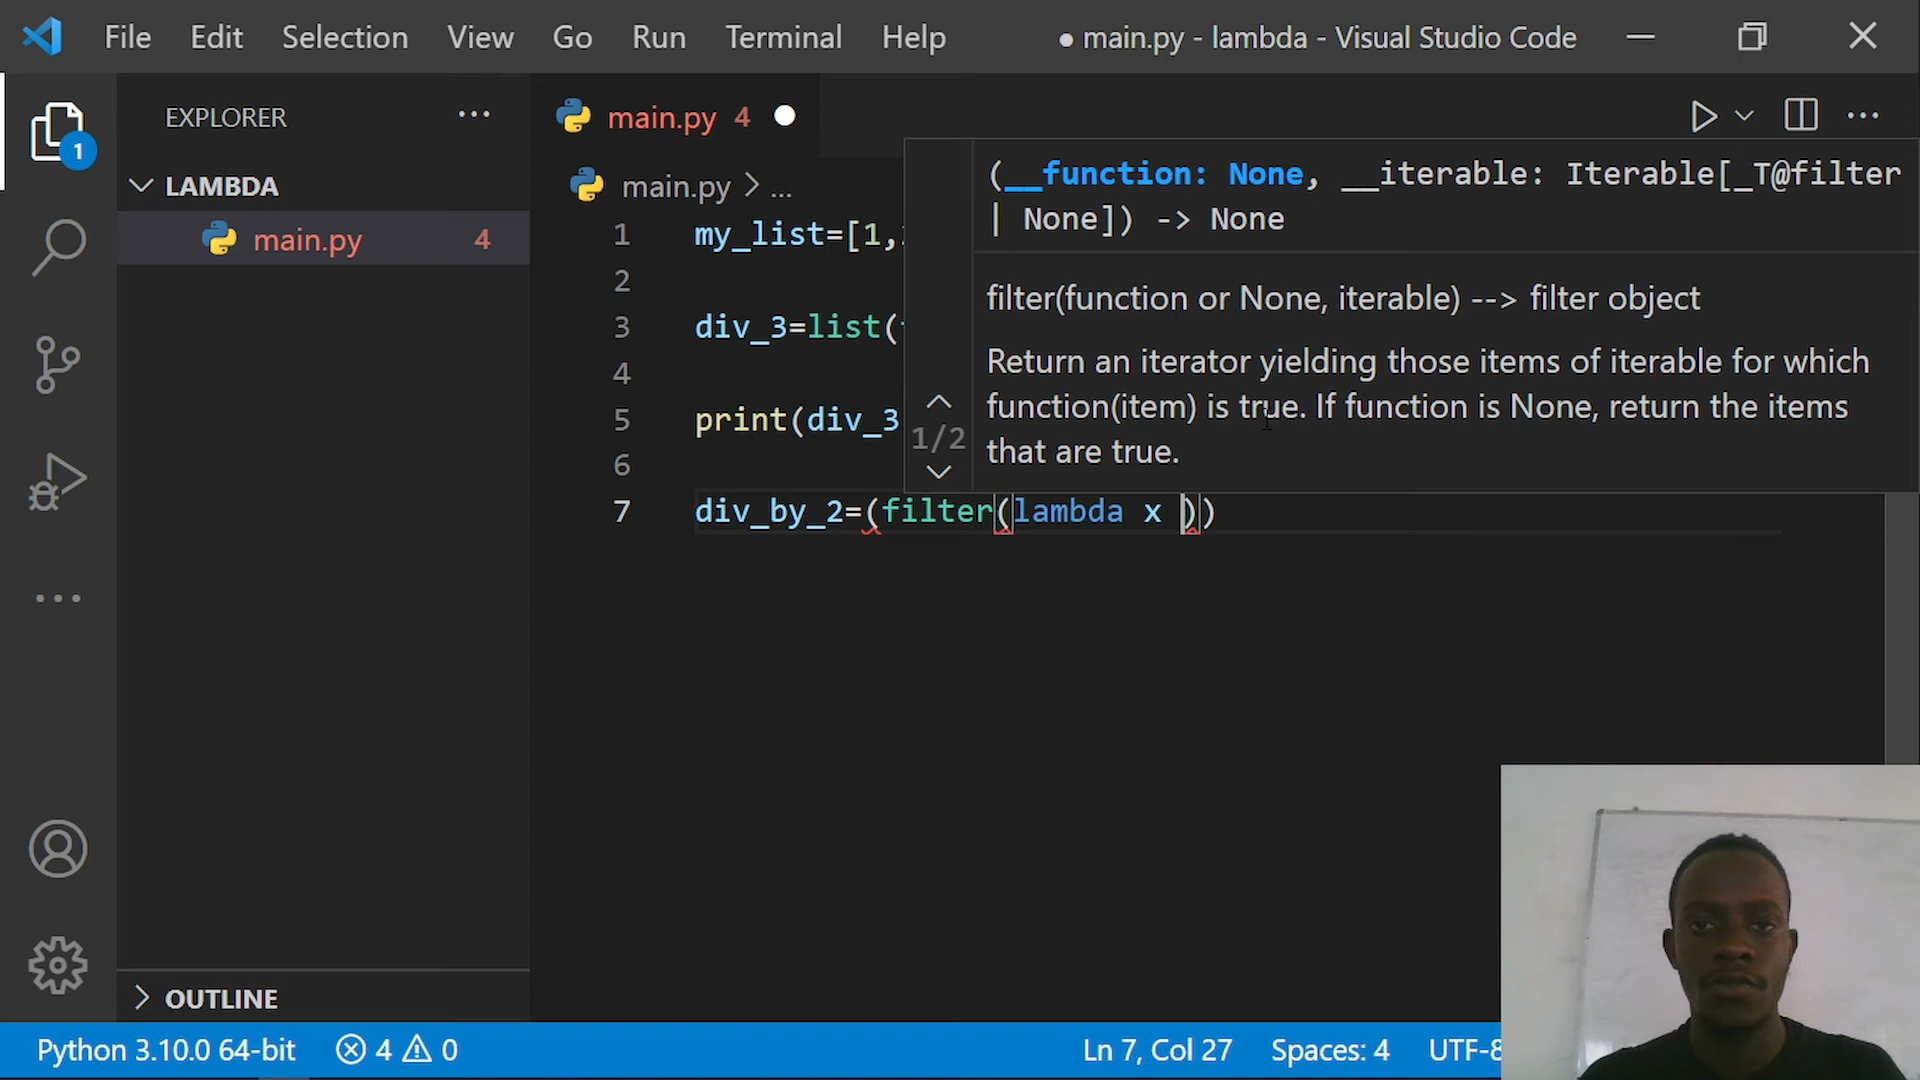 File Edit Selection View Go Run Terminal Help ● main.py - lambda - Visual Studio Code
EXPLORER
1
LAMBDA
main.py 4
OUTLINE
main.py 4
main.py > ...
1 my_list=[1,
2
3 div_3=list(
4
5 print(div_3
6
7 div_by_2=(filter(lambda x ))
(__function: None, __iterable: Iterable[_T@filter
| None]) -> None
filter(function or None, iterable) --> filter object
Return an iterator yielding those items of iterable for which
function(item) is true. If function is None, return the items
that are true.
1/2
Python 3.10.0 64-bit 4 0 Ln 7, Col 27 Spaces: 4 UTF-8